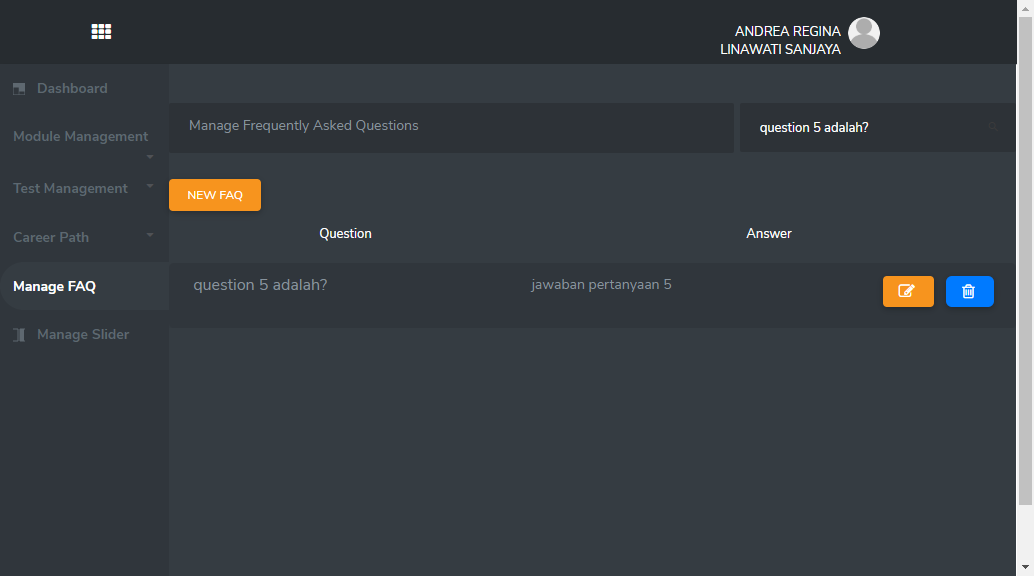 ANDREA REGINA
LINAWATI SANJAYA
Dashboard
Module Management
Test Management
Career Path
Manage FAQ
Manage Slider
Manage Frequently Asked Questions
question 5 adalah?
NEW FAQ
Question Answer
question 5 adalah? jawaban pertanyaan 5